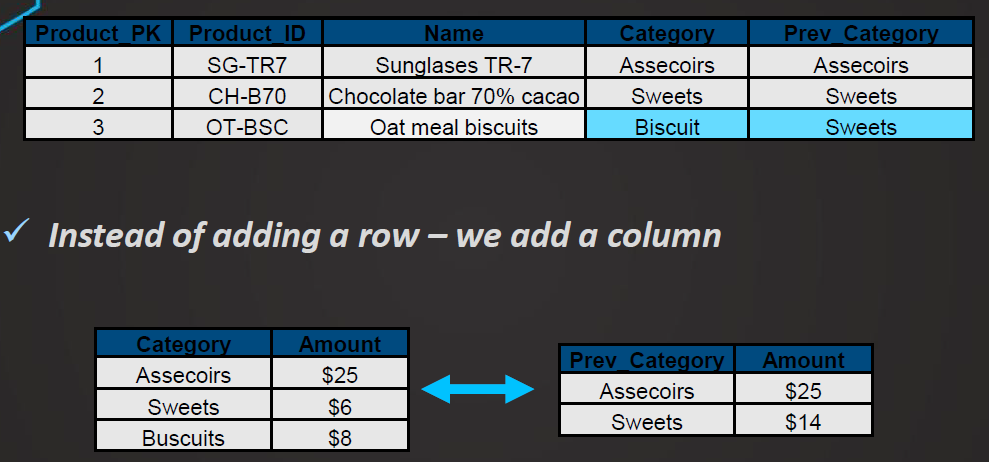 Product_PK Product_ID Name Category Prev_Category
1 SG-TR7 Sunglases TR-7 Assecoirs Assecoirs
2 CH-B70 Chocolate bar 70% cacao Sweets Sweets
3 OT-BSC Oat meal biscuits Biscuit Sweets
✓ Instead of adding a row – we add a column
Category Amount
Assecoirs $25
Sweets $6
Buscuits $8
Prev_Category Amount
Assecoirs $25
Sweets $14